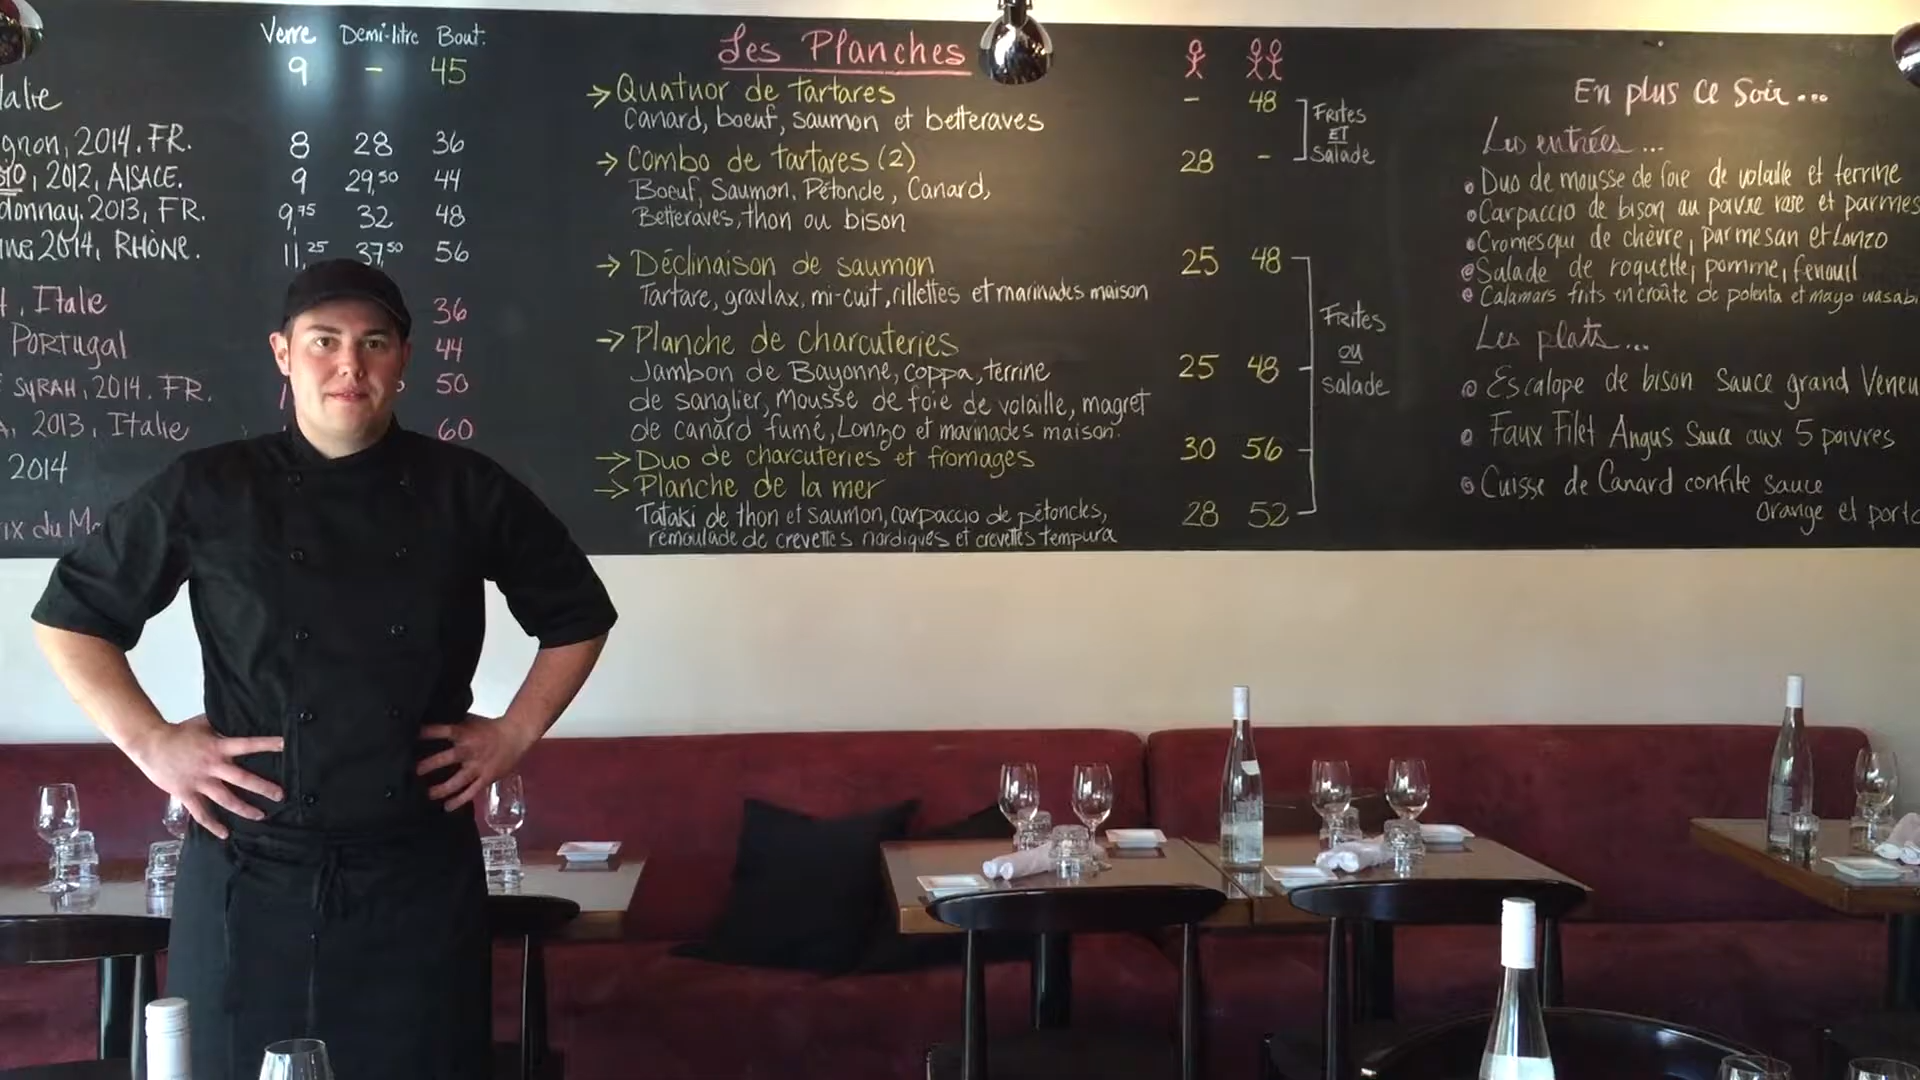 Verre Demi-litre Bout.
9 - 45
Italie
gnon, 2014. FR. 8 28 36
, 2012, AlSACE. 9 29,50 44
donnay. 2013, FR. 9,75 32 48
2014, RHÔNE. 11,25 37,50 56
, Italie 36
PORTUGAL 44
SYRAH, 2014. FR. 50
, 2013, Italie 60
2014
ix du Ma
Les Planches
→ Quatuor de tartares - 48
Canard, boeuf, saumon et betteraves
→ Combo de tartares (2) 28 -
Boeuf, Saumon, Pétoncle, Canard,
Betteraves, thon ou bison
Frites
ET
Salade
→ Déclinaison de saumon 25 48
Tartare, gravlax, mi-cuit, rillettes et marinades maison
→ Planche de charcuteries
Jambon de Bayonne, coppa, terrine 25 48
de sanglier, mousse de foie de volaille, magret
de canard fumé, Lonzo et marinades maison.
→ Duo de charcuteries et fromages 30 56
→ Planche de la mer
Tataki de thon et saumon, carpaccio de pétoncles, 28 52
rémoulade de crevettes nordiques et crevettes tempura
Frites
ou
salade
En plus ce Soir...
Les entrées...
Duo de mousse de foie de volaille et terrine
Carpaccio de bison au poivre rose et parmes
Cromesqui de chèvre, parmesan et Lonzo
Salade de roquette, pomme, fenouil
Calamars frits en croûte de polenta et mayo wasabi
Les plats...
Escalope de bison Sauce grand Veneu
Faux Filet Angus Sauce aux 5 poivres
Cuisse de Canard confite sauce
Orange et porto